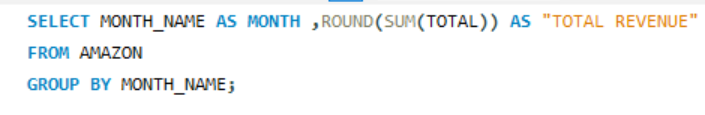 SELECT MONTH_NAME AS MONTH ,ROUND(SUM(TOTAL)) AS "TOTAL REVENUE"
FROM AMAZON
GROUP BY MONTH_NAME;